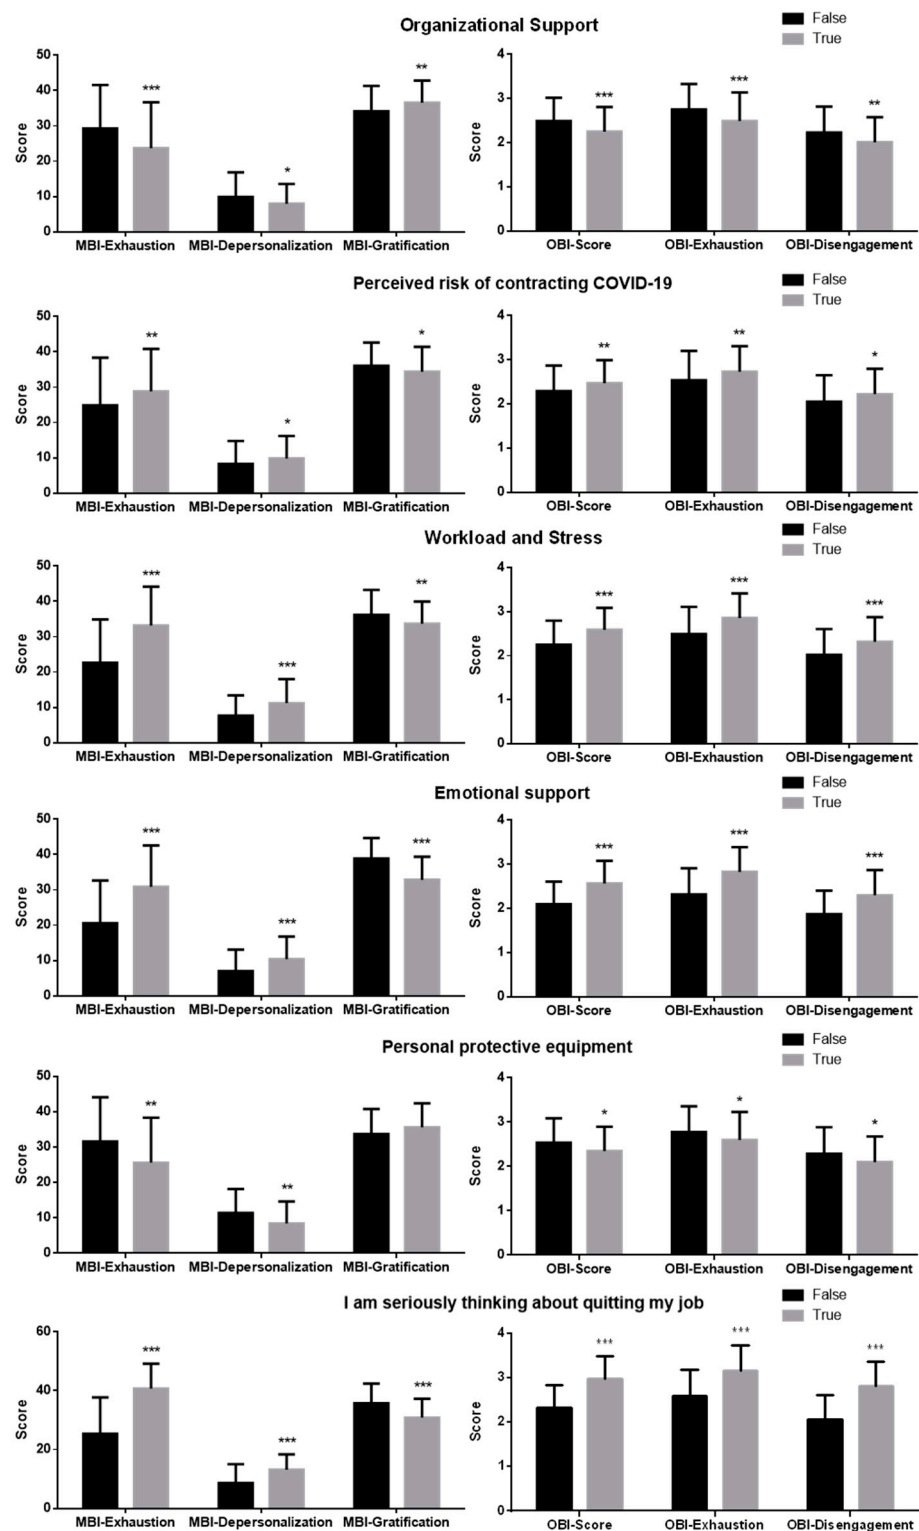 Organizational Support
False
True
50
40
30
20
10
0
Score
***
*
**
MBI-Exhaustion MBI-Depersonalization MBI-Gratification
4
3
2
1
0
Score
***
***
**
OBI-Score OBI-Exhaustion OBI-Disengagement
Perceived risk of contracting COVID-19
False
True
50
40
30
20
10
0
Score
**
*
*
MBI-Exhaustion MBI-Depersonalization MBI-Gratification
4
3
2
1
0
Score
**
**
*
OBI-Score OBI-Exhaustion OBI-Disengagement
Workload and Stress
False
True
50
40
30
20
10
0
Score
***
***
**
MBI-Exhaustion MBI-Depersonalization MBI-Gratification
4
3
2
1
0
Score
***
***
***
OBI-Score OBI-Exhaustion OBI-Disengagement
Emotional support
False
True
50
40
30
20
10
0
Score
***
***
***
MBI-Exhaustion MBI-Depersonalization MBI-Gratification
4
3
2
1
0
Score
***
***
***
OBI-Score OBI-Exhaustion OBI-Disengagement
Personal protective equipment
False
True
50
40
30
20
10
0
Score
**
**
MBI-Exhaustion MBI-Depersonalization MBI-Gratification
4
3
2
1
0
Score
*
*
*
OBI-Score OBI-Exhaustion OBI-Disengagement
I am seriously thinking about quitting my job
False
True
60
40
20
0
Score
***
***
***
MBI-Exhaustion MBI-Depersonalization MBI-Gratification
4
3
2
1
0
Score
***
***
***
OBI-Score OBI-Exhaustion OBI-Disengagement